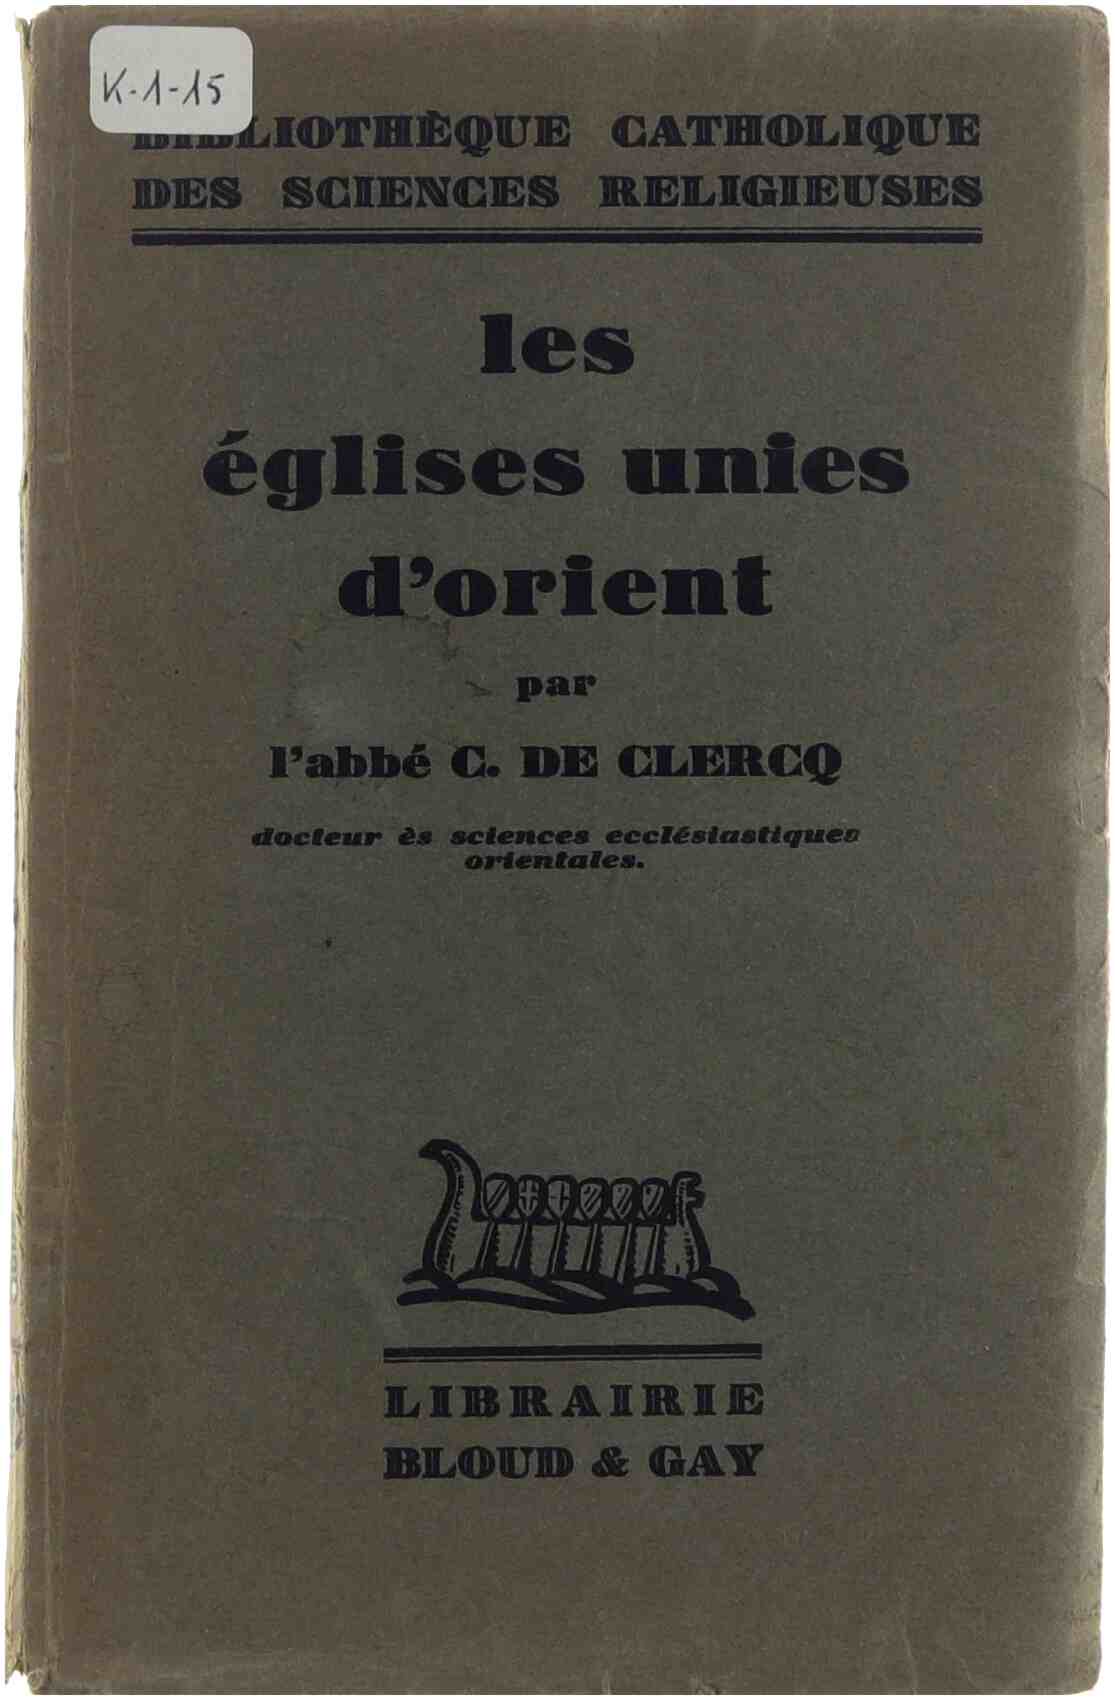 K-1-15
BIBLIOTHÈQUE CATHOLIQUE
DES SCIENCES RELIGIEUSES
les
églises unies
d'orient
par
l'abbé C. DE CLERCQ
docteur ès sciences ecclésiastiques
orientales.
LIBRAIRIE
BLOUD & GAY